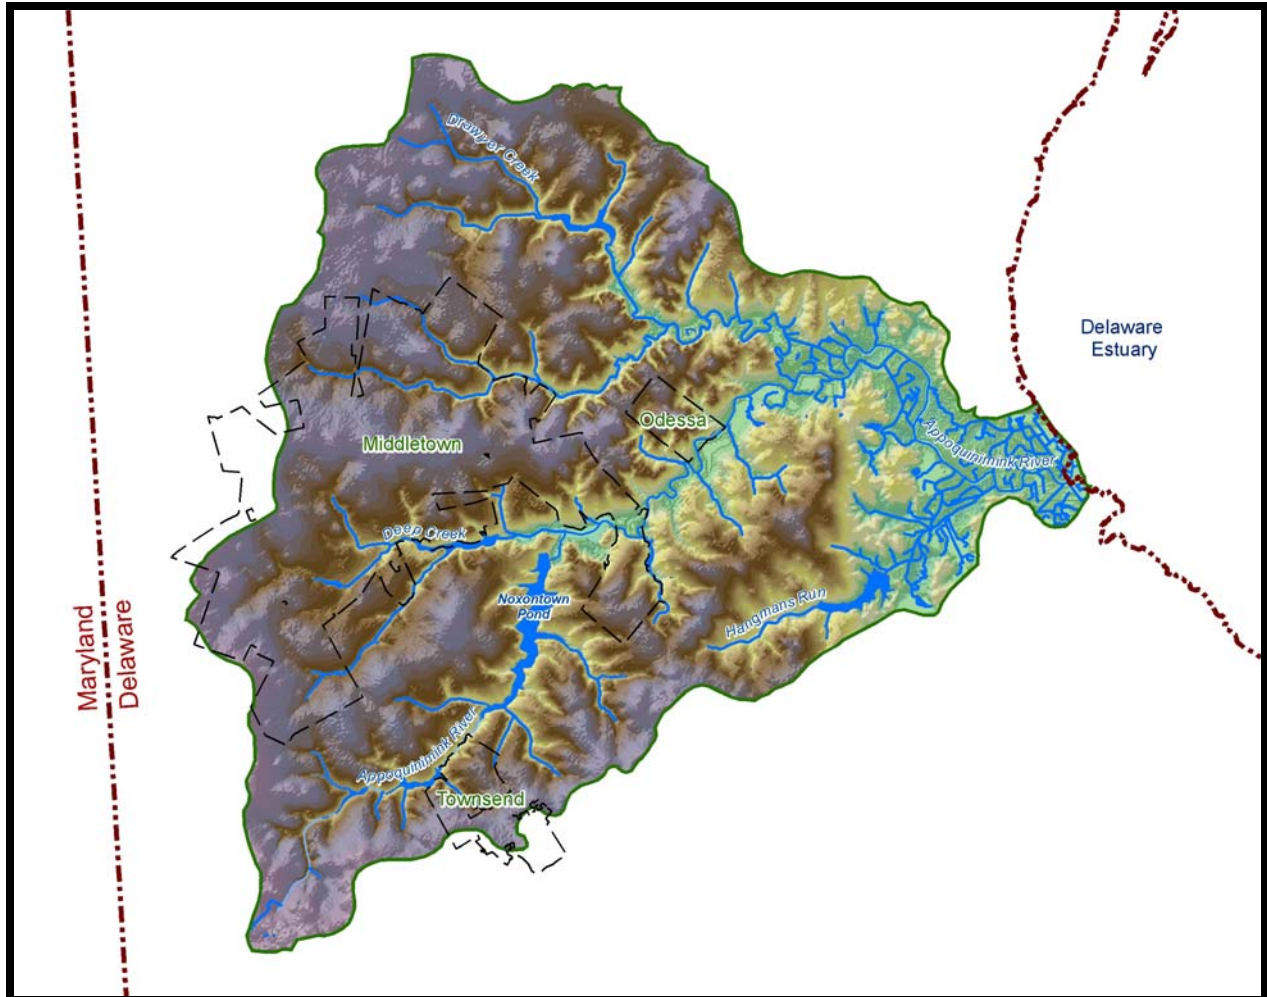 Drawyer Creek
Delaware
Estuary
Odessa
Middletown
Appoquinimink River
Deep Creek
Noxontown
Pond
Hangmans Run
Maryland
Delaware
Appoquinimink River
Townsend